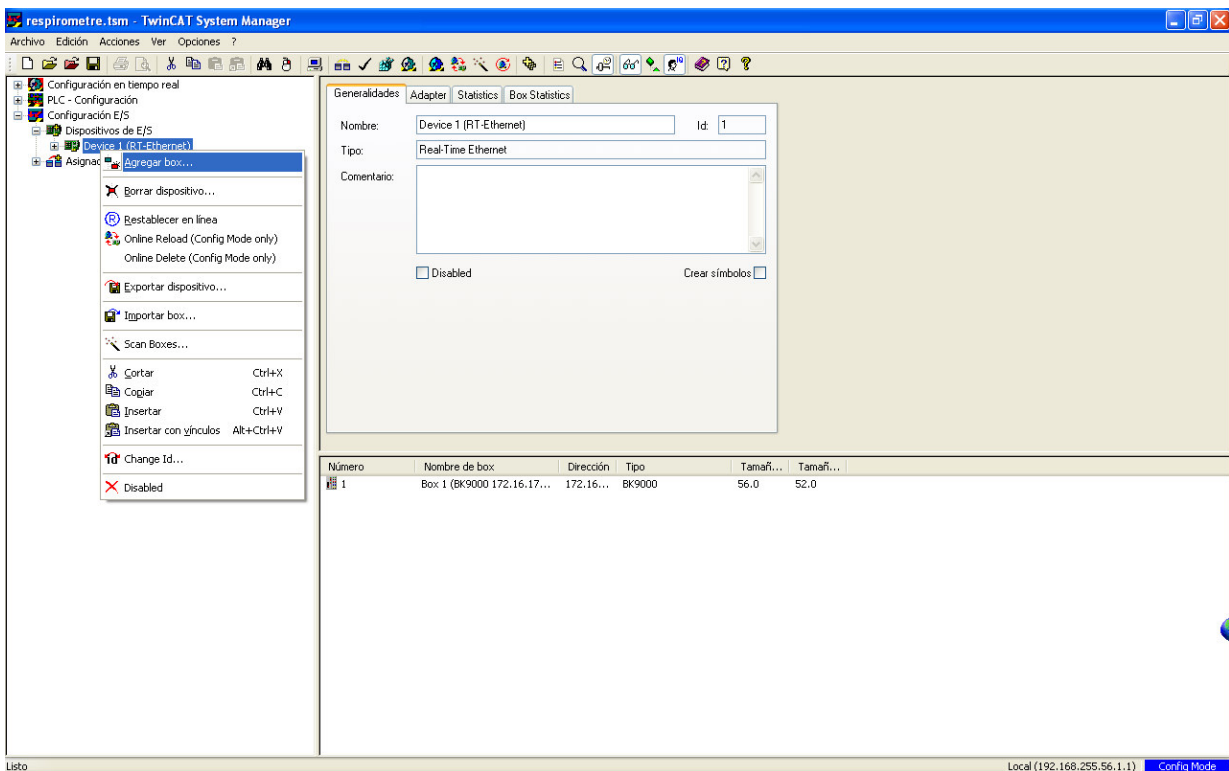 respirometre.tsm - TwinCAT System Manager
Archivo Edición Acciones Ver Opciones ?
Configuración en tiempo real
PLC - Configuración
Configuración E/S
Dispositivos de E/S
Device 1 (RT-Ethernet)
Asignac
Agregar box...
Borrar dispositivo...
Restablecer en línea
Online Reload (Config Mode only)
Online Delete (Config Mode only)
Exportar dispositivo...
Importar box...
Scan Boxes...
Cortar Ctrl+X
Copiar Ctrl+C
Insertar Ctrl+V
Insertar con vínculos Alt+Ctrl+V
Change Id...
Disabled
Generalidades Adapter Statistics Box Statistics
Nombre: Device 1 (RT-Ethernet) Id: 1
Tipo: Real-Time Ethernet
Comentario:
Disabled Crear símbolos
Número Nombre de box Dirección Tipo Tamañ... Tamañ...
1 Box 1 (BK9000 172.16.17... 172.16... BK9000 56.0 52.0
Listo Local (192.168.255.56.1.1) Config Mode